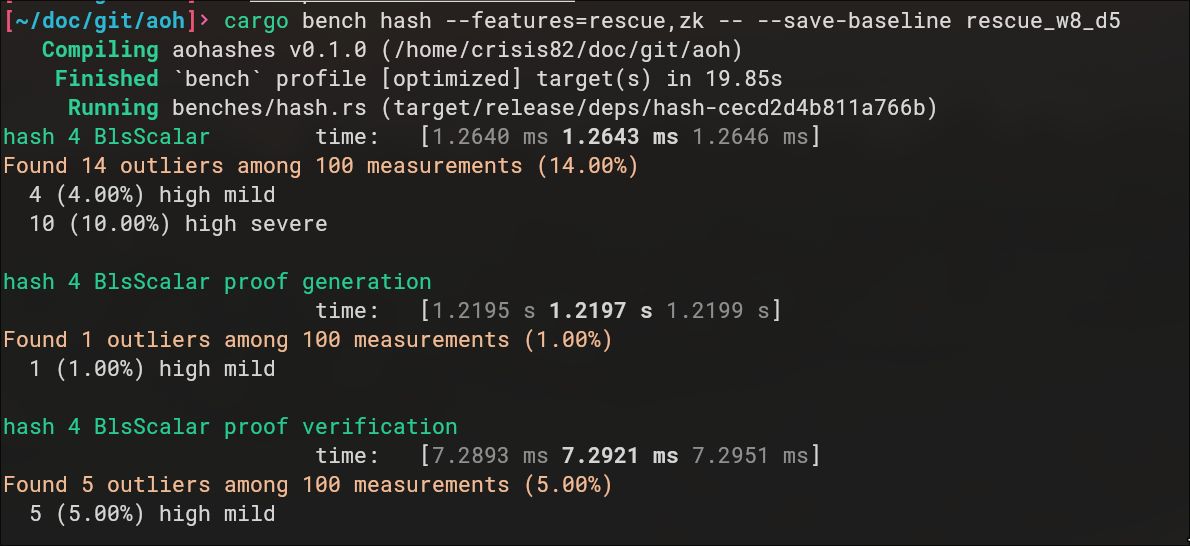 [~/doc/git/aoh]> cargo bench hash --features=rescue,zk -- --save-baseline rescue_w8_d5
Compiling aohashes v0.1.0 (/home/crisis82/doc/git/aoh)
Finished `bench` profile [optimized] target(s) in 19.85s
Running benches/hash.rs (target/release/deps/hash-cecd2d4b811a766b)
hash 4 BlsScalar time: [1.2640 ms 1.2643 ms 1.2646 ms]
Found 14 outliers among 100 measurements (14.00%)
4 (4.00%) high mild
10 (10.00%) high severe
hash 4 BlsScalar proof generation
time: [1.2195 s 1.2197 s 1.2199 s]
Found 1 outliers among 100 measurements (1.00%)
1 (1.00%) high mild
hash 4 BlsScalar proof verification
time: [7.2893 ms 7.2921 ms 7.2951 ms]
Found 5 outliers among 100 measurements (5.00%)
5 (5.00%) high mild